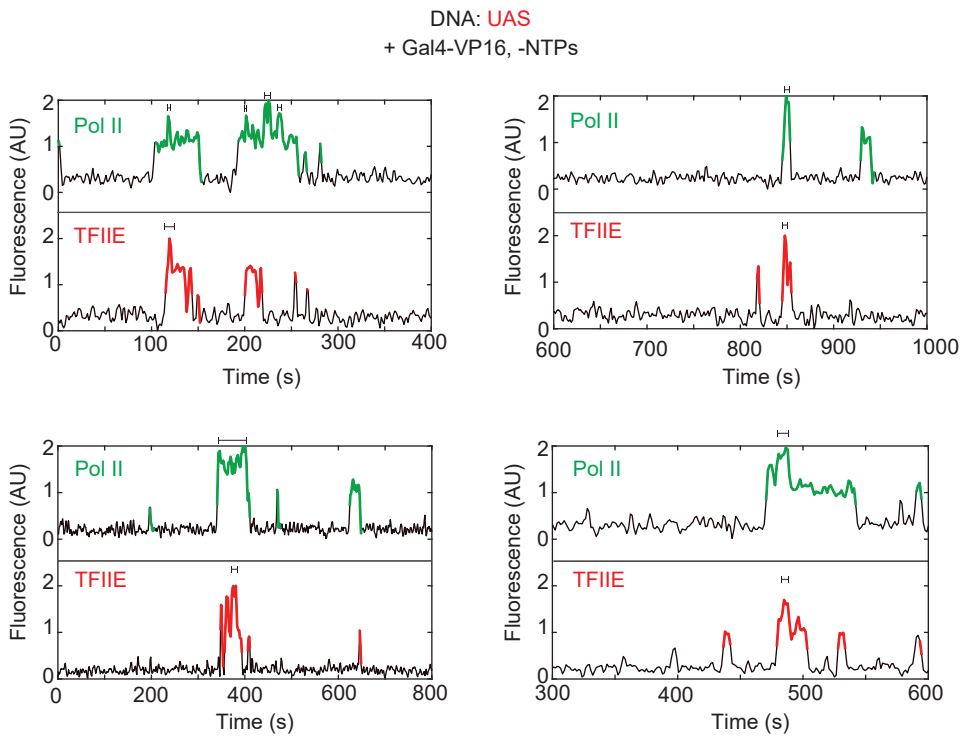 DNA: UAS
+ Gal4-VP16, -NTPs
Fluorescence (AU)
2
1
0
Pol II
2
1
0
TFIIE
0 100 200 300 400
Time (s)
Fluorescence (AU)
2
1
0
Pol II
2
1
0
TFIIE
600 700 800 900 1000
Time (s)
Fluorescence (AU)
2
1
0
Pol II
2
1
0
TFIIE
0 200 400 600 800
Time (s)
Fluorescence (AU)
2
1
0
Pol II
2
1
0
TFIIE
300 400 500 600
Time (s)